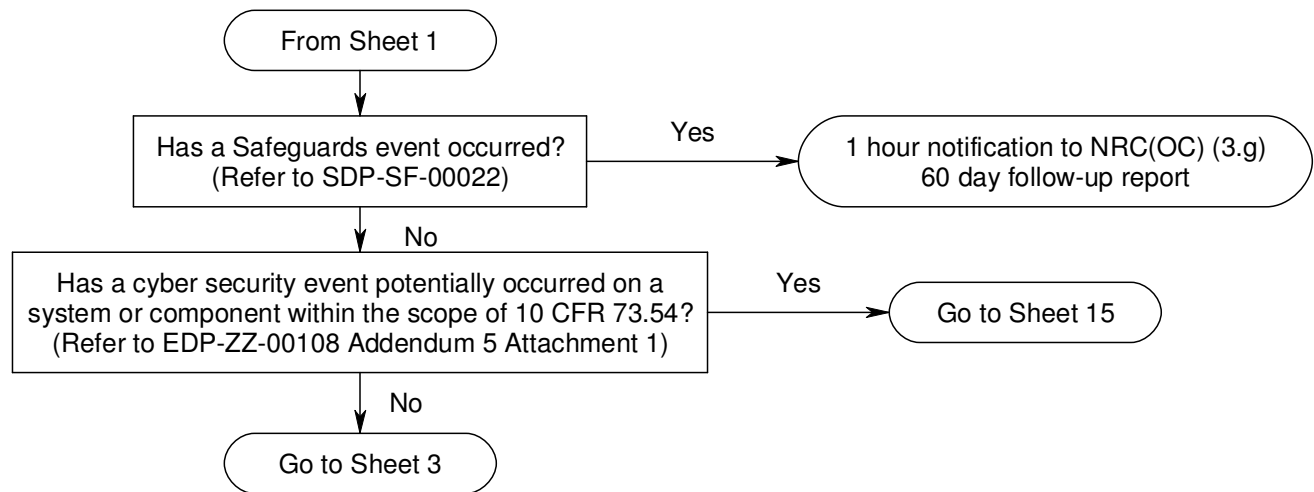 From Sheet 1
Has a Safeguards event occurred?
(Refer to SDP-SF-00022)
Yes
1 hour notification to NRC(OC) (3.g)
60 day follow-up report
No
Has a cyber security event potentially occurred on a
system or component within the scope of 10 CFR 73.54?
(Refer to EDP-ZZ-00108 Addendum 5 Attachment 1)
Yes
Go to Sheet 15
No
Go to Sheet 3